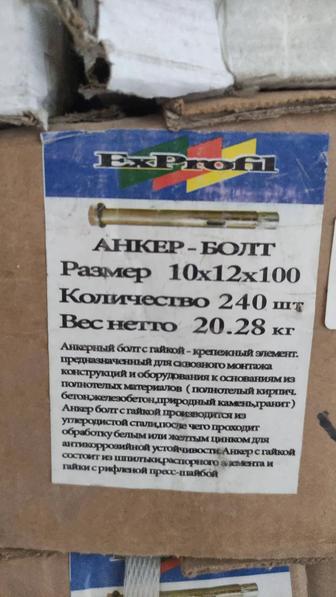 ExProfil
АНКЕР - БОЛТ
Размер 10х12х100
Количество 240 шт
Вес нетто 20.28 кг
Анкерный болт с гайкой - крепежный элемент.
предназначенный для сквозного монтажа
конструкций и оборудования к основаниям из
полнотелых материалов ( полнотелый кирпич.
бетон,железобетон,природный камень,гранит )
Анкер болт с гайкой производится из
углеродистой стали,после чего проходит
обработку белым или желтым цинком для
антикоррозийной устойчивости Анкер с гайкой
состоит из шпильки,распорного элемента и
гайки с рифленой пресс-шайбой